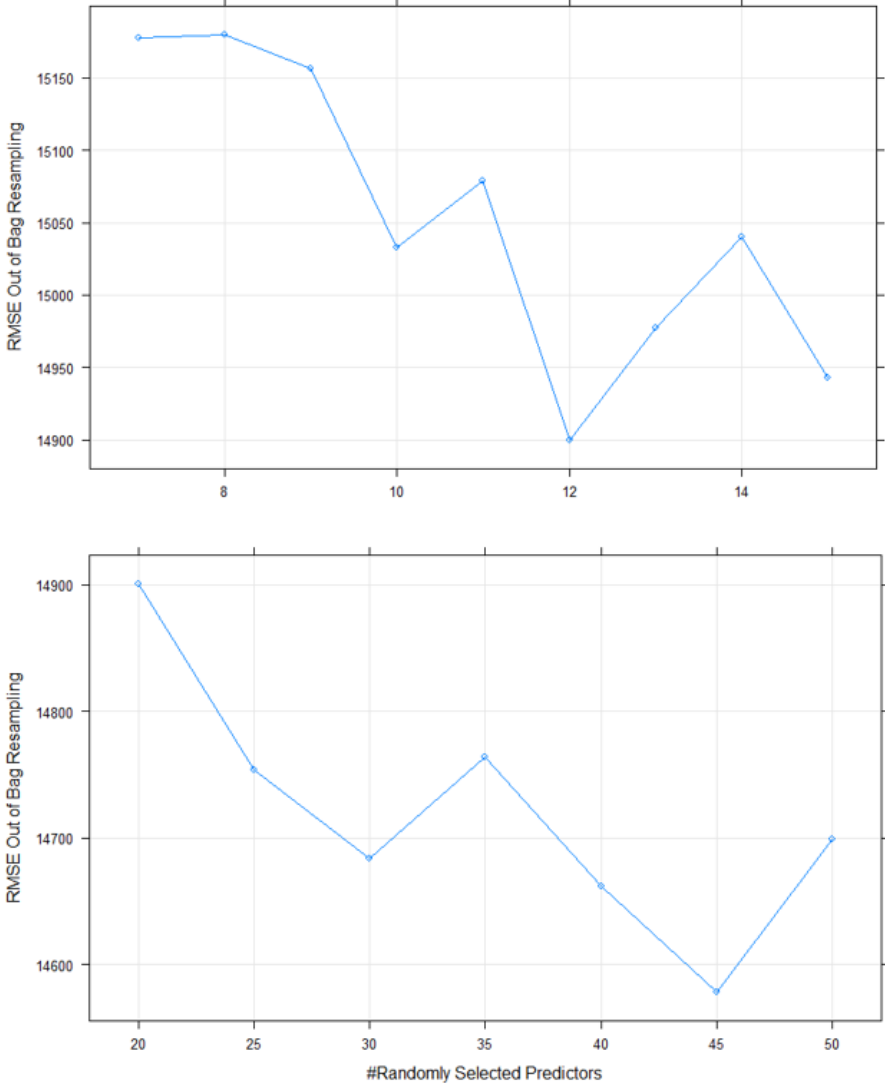 RMSE Out of Bag Resampling
15150
15100
15050
15000
14950
14900
8 10 12 14
RMSE Out of Bag Resampling
14900
14800
14700
14600
20 25 30 35 40 45 50
#Randomly Selected Predictors